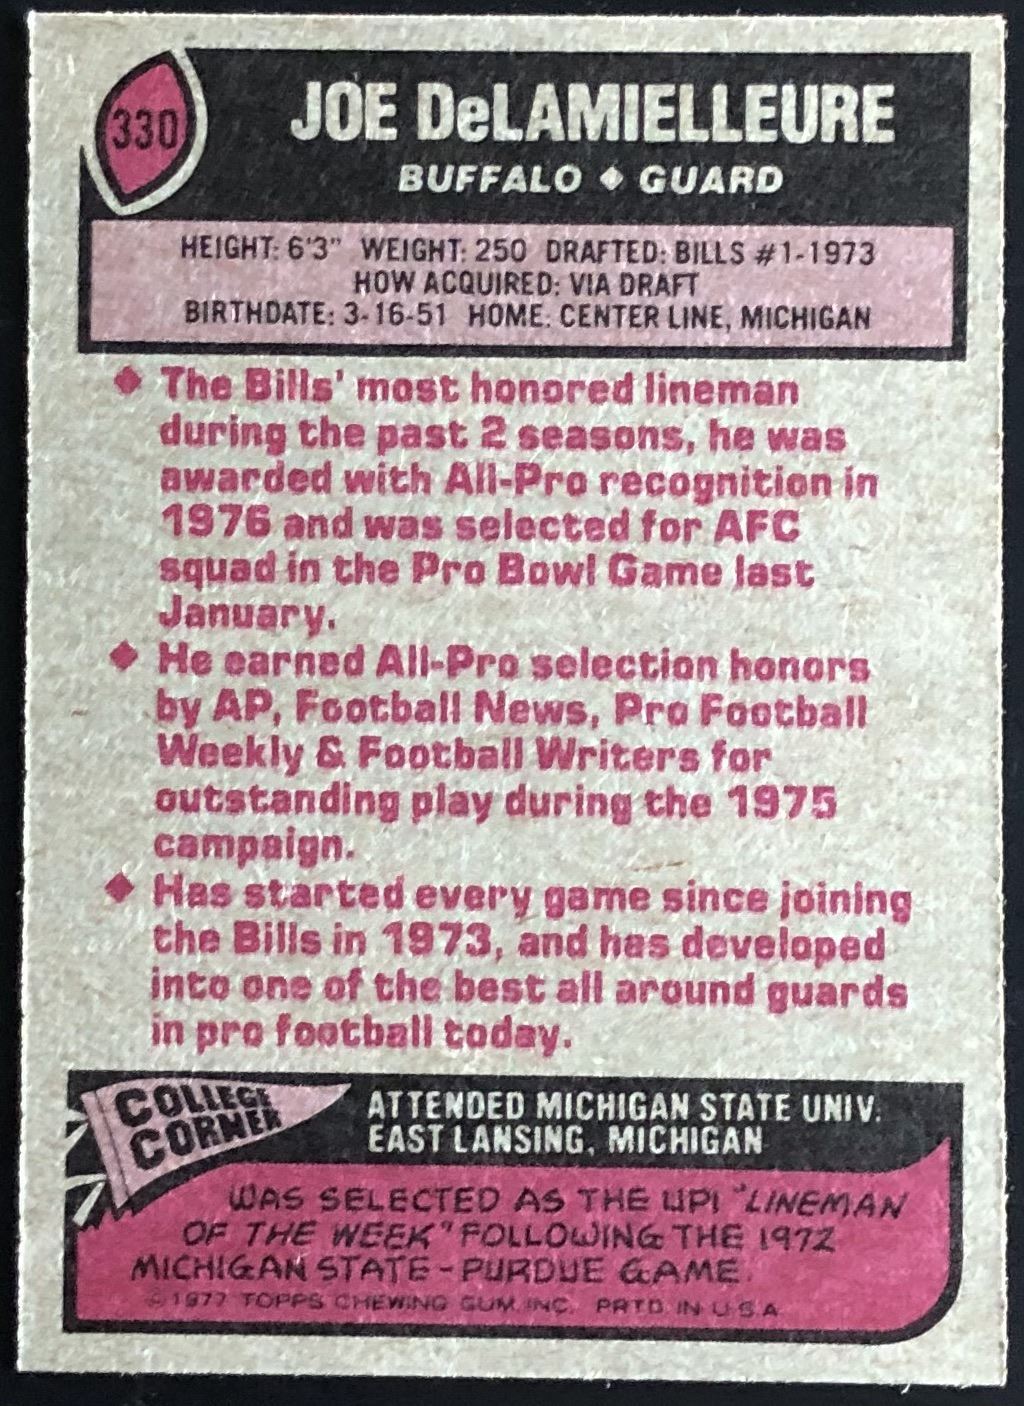 330
JOE DeLAMIELLEURE
BUFFALO ♦ GUARD
HEIGHT: 6'3" WEIGHT: 250 DRAFTED: BILLS #1-1973
HOW ACQUIRED: VIA DRAFT
BIRTHDATE: 3-16-51 HOME: CENTER LINE, MICHIGAN
♦ The Bills' most honored lineman
during the past 2 seasons, he was
awarded with All-Pro recognition in
1976 and was selected for AFC
squad in the Pro Bowl Game last
January.
♦ He earned All-Pro selection honors
by AP, Football News, Pro Football
Weekly & Football Writers for
outstanding play during the 1975
campaign.
♦ Has started every game since joining
the Bills in 1973, and has developed
into one of the best all around guards
in pro football today.
COLLEGE
CORNER
ATTENDED MICHIGAN STATE UNIV.
EAST LANSING, MICHIGAN
WAS SELECTED AS THE UPI "LINEMAN
OF THE WEEK" FOLLOWING THE 1972
MICHIGAN STATE - PURDUE GAME.
© 1977 TOPPS CHEWING GUM, INC. PRTD. IN U.S.A.